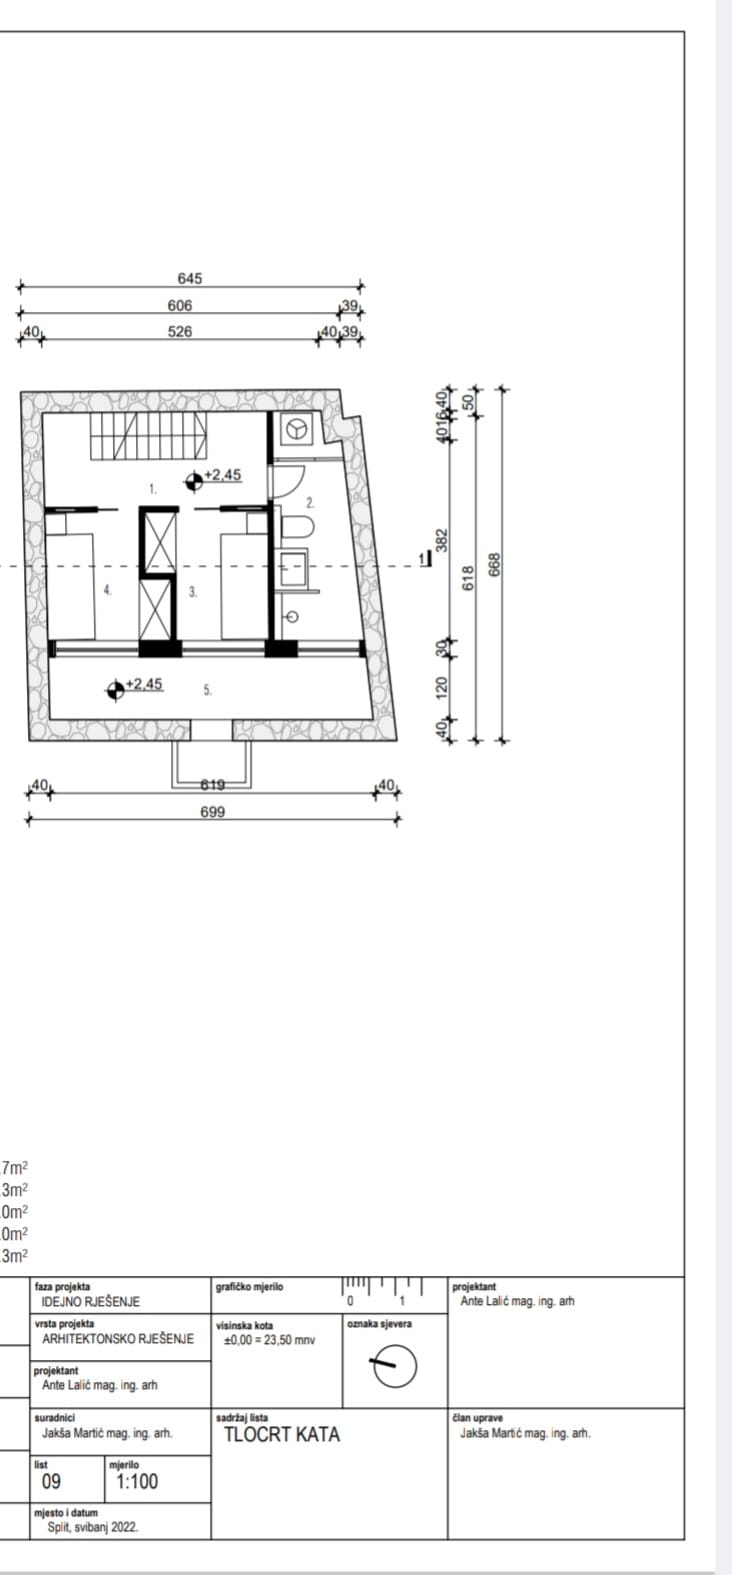 645
606 39
40 526 40 39
40 16 40 50
+2,45
1.
2.
1
382
4. 3.
618
668
30
+2,45
5.
120
40
40 619 40
699
.7m²
.3m²
.0m²
.0m²
.3m²
faza projekta
IDEJNO RJEŠENJE
grafičko mjerilo
0 1
projektant
Ante Lalić mag. ing. arh
vrsta projekta
ARHITEKTONSKO RJEŠENJE
visinska kota
±0,00 = 23,50 mnv
oznaka sjevera
projektant
Ante Lalić mag. ing. arh
suradnici
Jakša Martić mag. ing. arh.
sadržaj lista
TLOCRT KATA
član uprave
Jakša Martić mag. ing. arh.
list
09
mjerilo
1:100
mjesto i datum
Split, svibanj 2022.